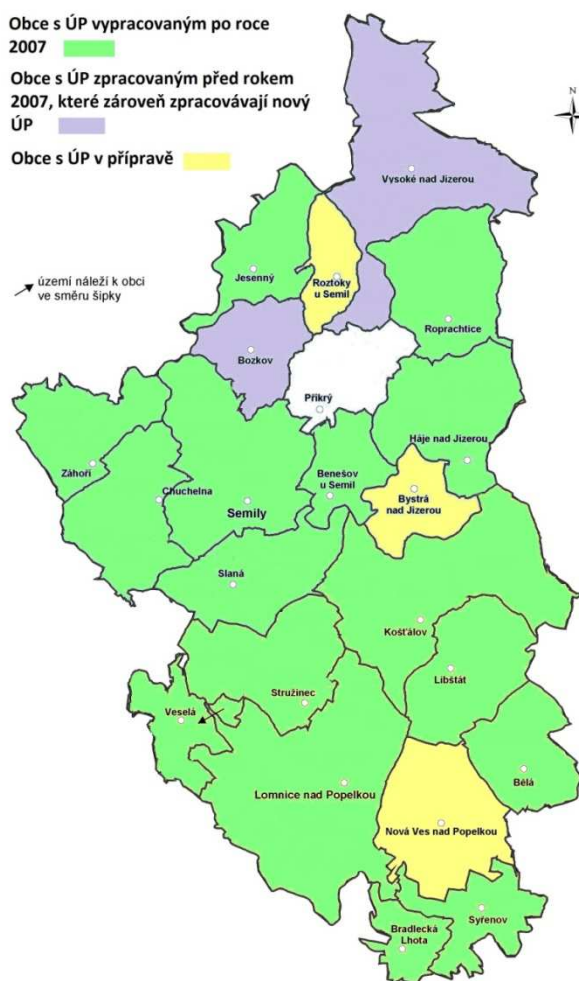 Obce s ÚP vypracovaným po roce
2007
Obce s ÚP zpracovaným před rokem
2007, které zároveň zpracovávají nový
ÚP
Obce s ÚP v přípravě
N
území náleží k obci
ve směru šipky
Vysoké nad Jizerou
Jesenný
Roztoky
u Semil
Roprachtice
Bozkov
Příkrý
Háje nad Jizerou
Záhoří
Benešov
u Semil
Bystrá
nad Jizerou
Chuchelna
Semily
Slaná
Košťálov
Libštát
Stružinec
Veselá
Bělá
Lomnice nad Popelkou
Nová Ves nad Popelkou
Syřenov
Bradlecká
Lhota